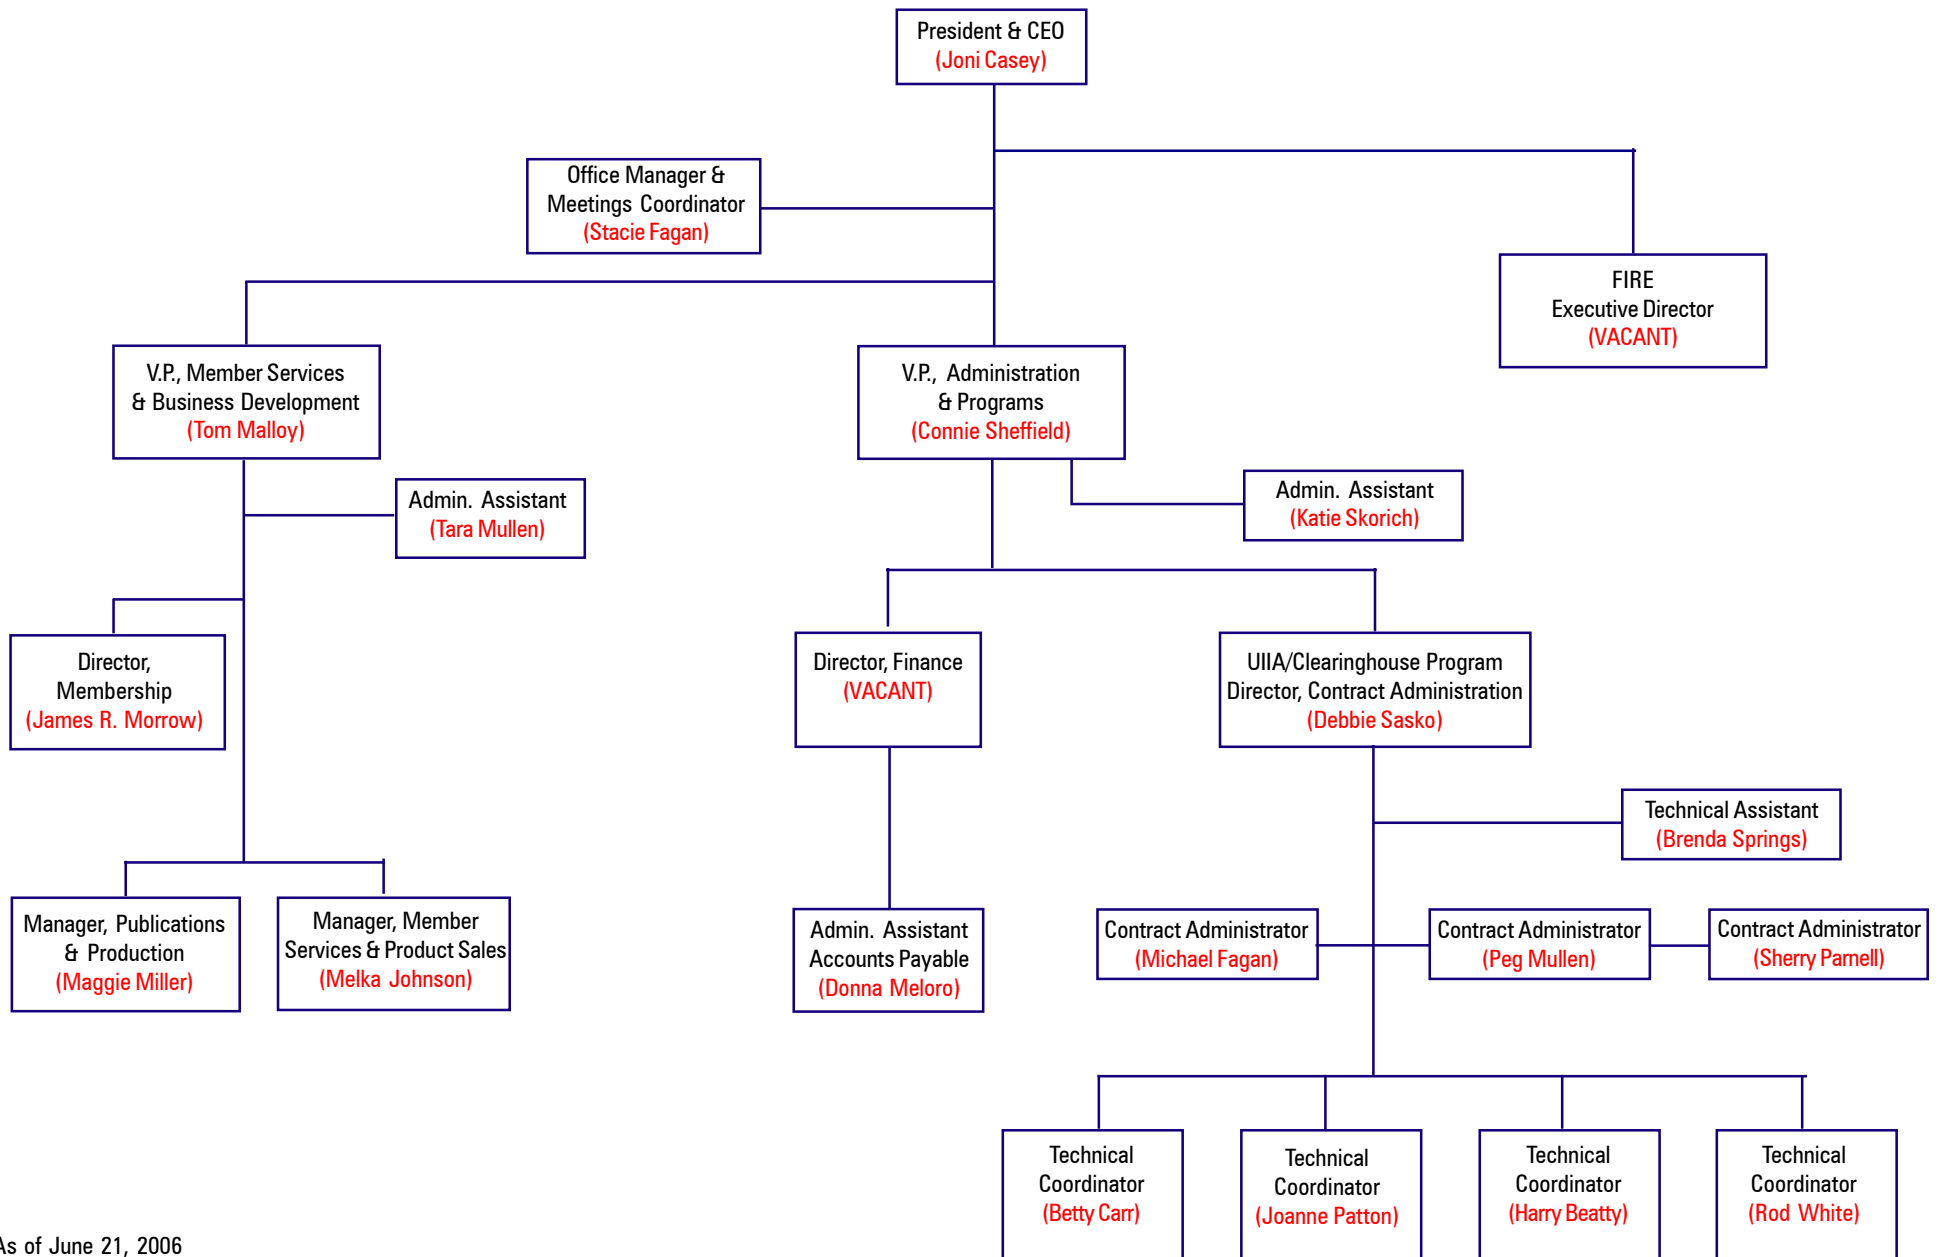 President & CEO
(Joni Casey)
Office Manager &
Meetings Coordinator
(Stacie Fagan)
FIRE
Executive Director
(VACANT)
V.P., Member Services
& Business Development
(Tom Malloy)
V.P., Administration
& Programs
(Connie Sheffield)
Admin. Assistant
(Tara Mullen)
Admin. Assistant
(Katie Skorich)
Director,
Membership
(James R. Morrow)
Director, Finance
(VACANT)
UIIA/Clearinghouse Program
Director, Contract Administration
(Debbie Sasko)
Technical Assistant
(Brenda Springs)
Manager, Publications
& Production
(Maggie Miller)
Manager, Member
Services & Product Sales
(Melka Johnson)
Admin. Assistant
Accounts Payable
(Donna Meloro)
Contract Administrator
(Michael Fagan)
Contract Administrator
(Peg Mullen)
Contract Administrator
(Sherry Parnell)
Technical
Coordinator
(Betty Carr)
Technical
Coordinator
(Joanne Patton)
Technical
Coordinator
(Harry Beatty)
Technical
Coordinator
(Rod White)
As of June 21, 2006